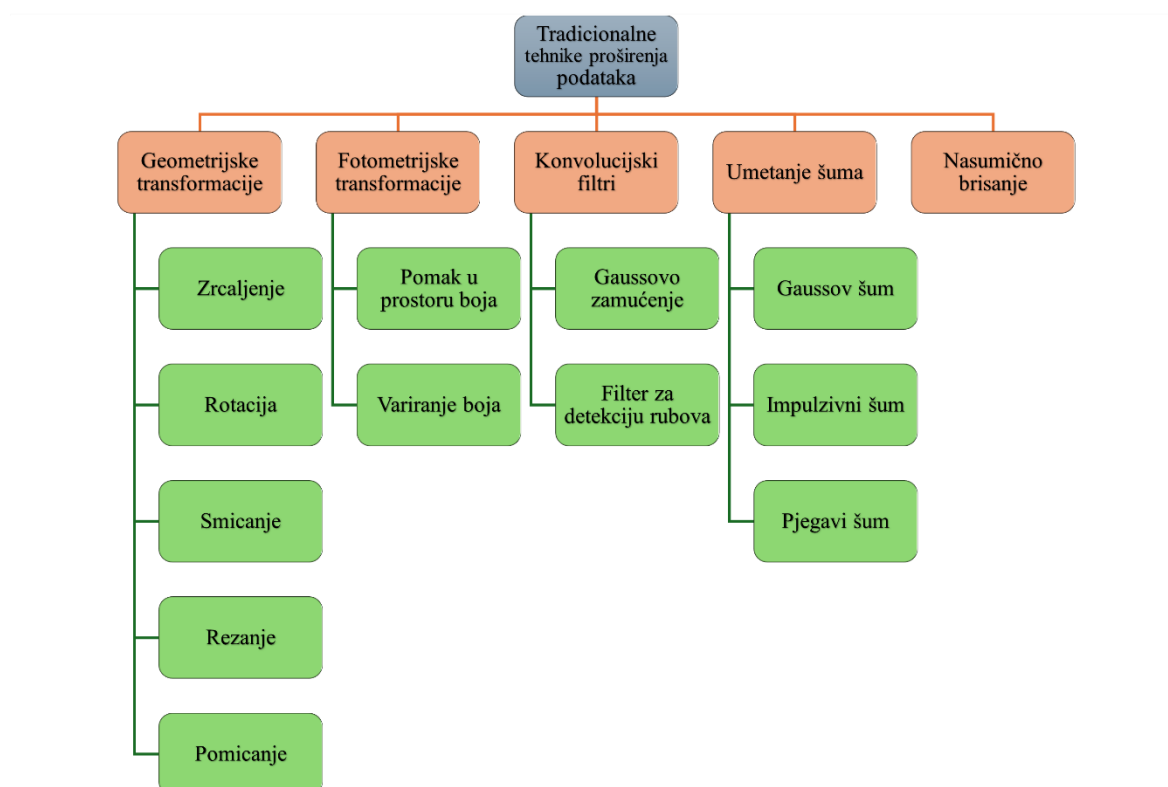 Tradicionalne
tehnike proširenja
podataka
Geometrijske
transformacije
Fotometrijske
transformacije
Konvolucijski
filtri
Umetanje šuma
Nasumično
brisanje
Zrcaljenje
Rotacija
Smicanje
Rezanje
Pomicanje
Pomak u
prostoru boja
Variranje boja
Gaussovo
zamućenje
Filter za
detekciju rubova
Gaussov šum
Impulzivni šum
Pjegavi šum